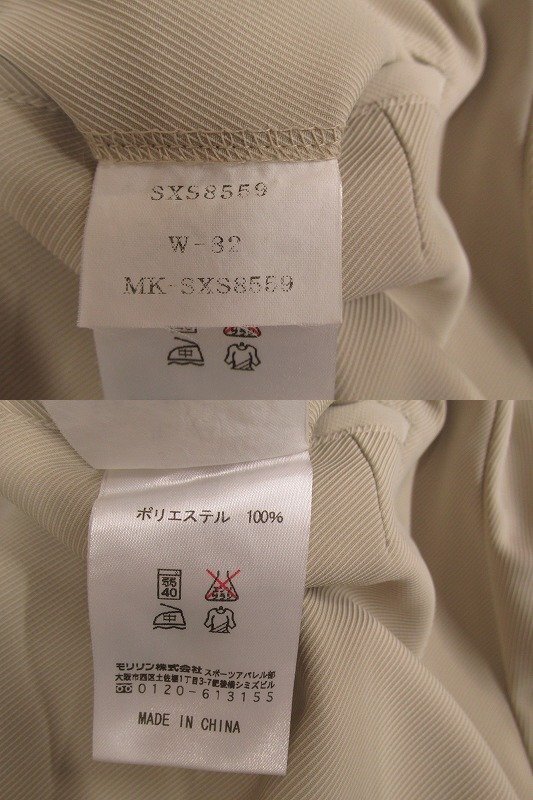 SXS8559
W-32
MK-SXS8559
中
ポリエステル 100%
40
中
モリリン株式会社 スポーツアパレル部
大阪市西区土佐堀1丁目3-7肥後橋シミズビル
0120-613155
MADE IN CHINA